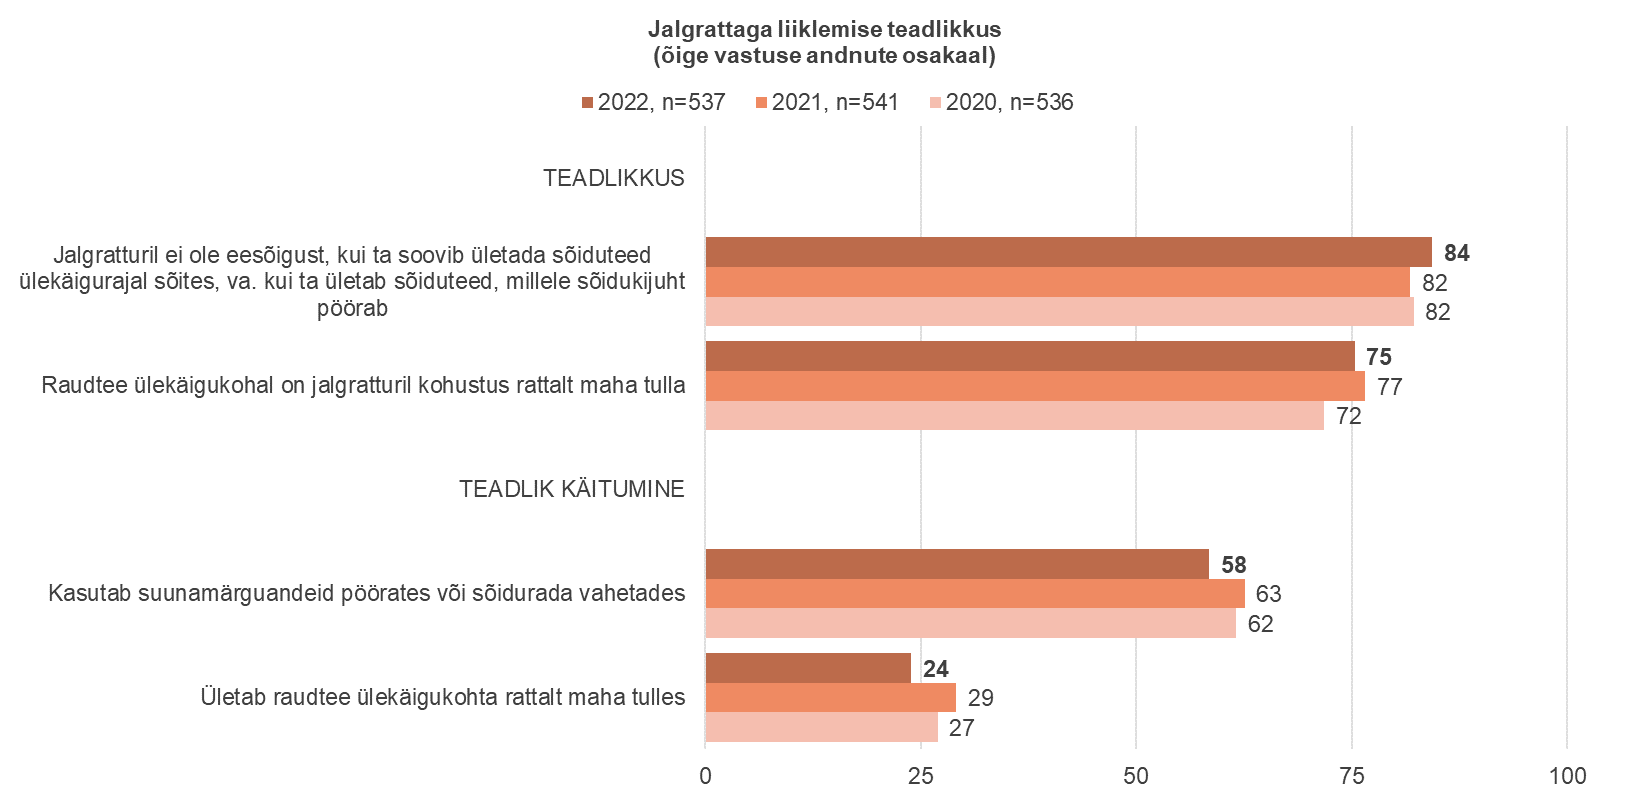 Jalgrattaga liiklemise teadlikkus
(õige vastuse andnute osakaal)
2022, n=537 2021, n=541 2020, n=536
TEADLIKKUS
Jalgratturil ei ole eesõigust, kui ta soovib ületada sõiduteed
ülekäigurajal sõites, va. kui ta ületab sõiduteed, millele sõidukijuht
pöörab
84
82
82
Raudtee ülekäigukohal on jalgratturil kohustus rattalt maha tulla
75
77
72
TEADLIK KÄITUMINE
Kasutab suunamärguandeid pöörates või sõidurada vahetades
58
63
62
Ületab raudtee ülekäigukohta rattalt maha tulles
24
29
27
0 25 50 75 100